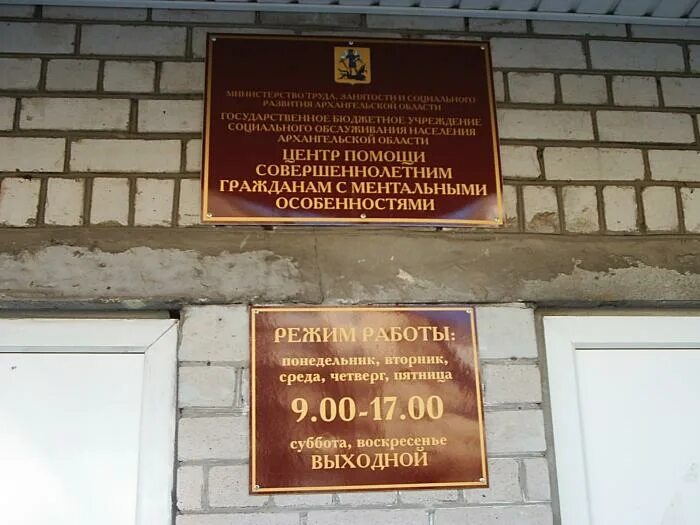 МИНИСТЕРСТВО ТРУДА, ЗАНЯТОСТИ И СОЦИАЛЬНОГО
РАЗВИТИЯ АРХАНГЕЛЬСКОЙ ОБЛАСТИ
ГОСУДАРСТВЕННОЕ БЮДЖЕТНОЕ УЧРЕЖДЕНИЕ
СОЦИАЛЬНОГО ОБСЛУЖИВАНИЯ НАСЕЛЕНИЯ
АРХАНГЕЛЬСКОЙ ОБЛАСТИ
ЦЕНТР ПОМОЩИ
СОВЕРШЕННОЛЕТНИМ
ГРАЖДАНАМ С МЕНТАЛЬНЫМИ
ОСОБЕННОСТЯМИ
РЕЖИМ РАБОТЫ:
понедельник, вторник,
среда, четверг, пятница
9.00-17.00
суббота, воскресенье
ВЫХОДНОЙ